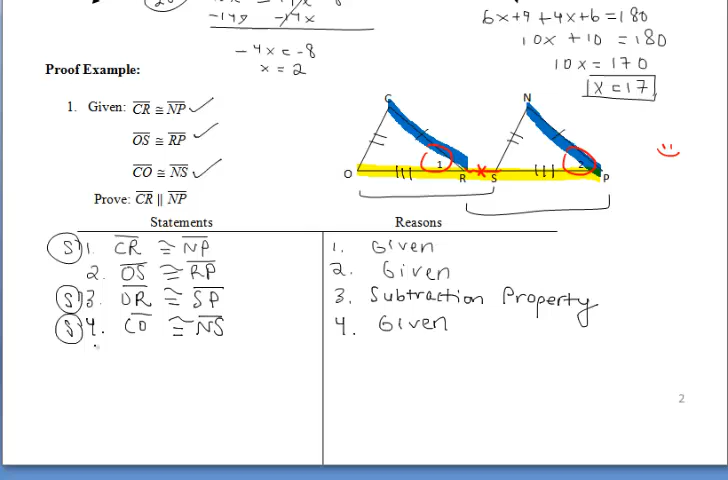 6x+9 +4x+6=180
-14x -14x
10x + 10 = 180
-4x = -8
10x = 170
x = 2
x = 17
Proof Example:
1. Given: CR ≅ NP
OS ≅ RP
CO ≅ NS
Prove: CR || NP
C N
1 2
O R S P
Statements Reasons
S 1. CR ≅ NP 1. Given
2. OS ≅ RP 2. Given
S 3. OR ≅ SP 3. Subtraction Property
S 4. CO ≅ NS 4. Given
2